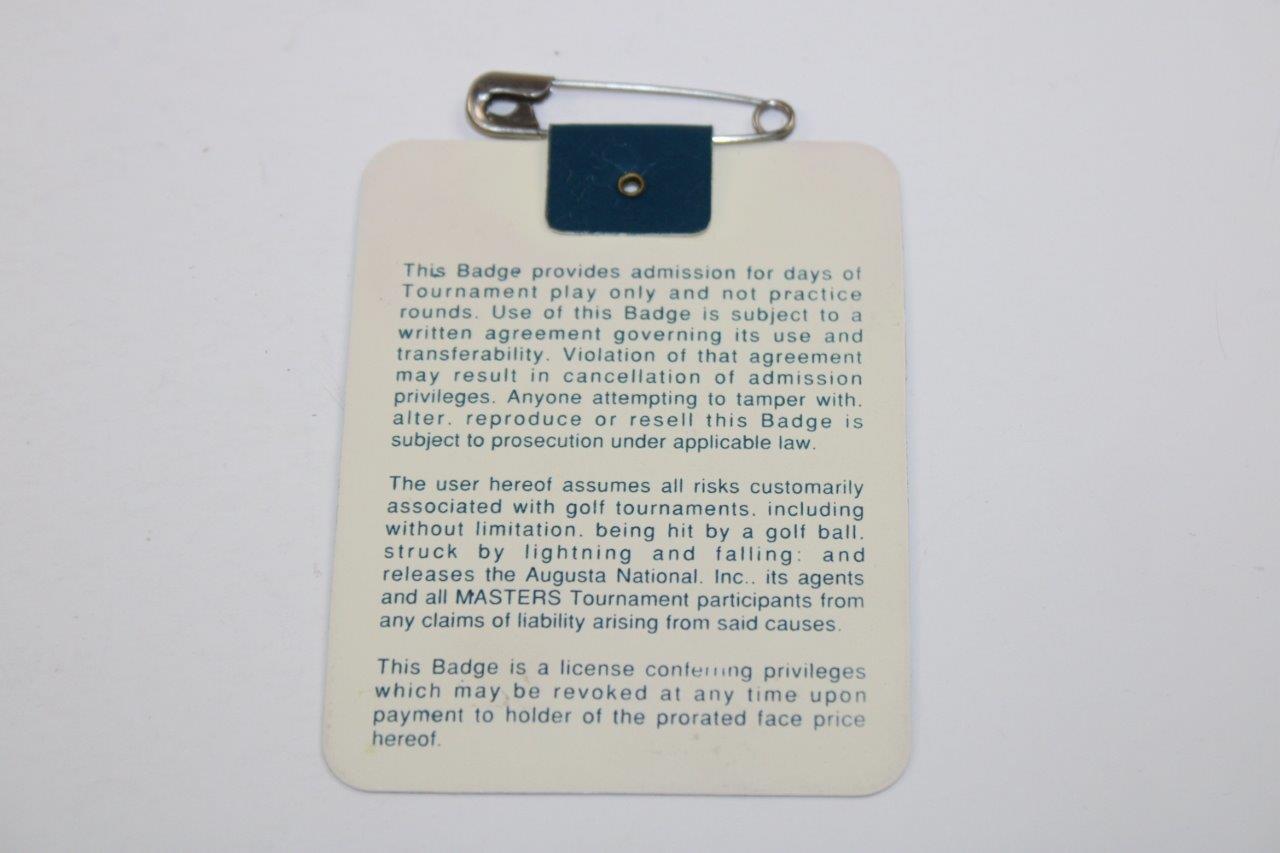 This Badge provides admission for days of
Tournament play only and not practice
rounds. Use of this Badge is subject to a
written agreement governing its use and
transferability. Violation of that agreement
may result in cancellation of admission
privileges. Anyone attempting to tamper with,
alter, reproduce or resell this Badge is
subject to prosecution under applicable law.
The user hereof assumes all risks customarily
associated with golf tournaments, including
without limitation, being hit by a golf ball,
struck by lightning and falling; and
releases the Augusta National, Inc., its agents
and all MASTERS Tournament participants from
any claims of liability arising from said causes.
This Badge is a license conferring privileges
which may be revoked at any time upon
payment to holder of the prorated face price
hereof.